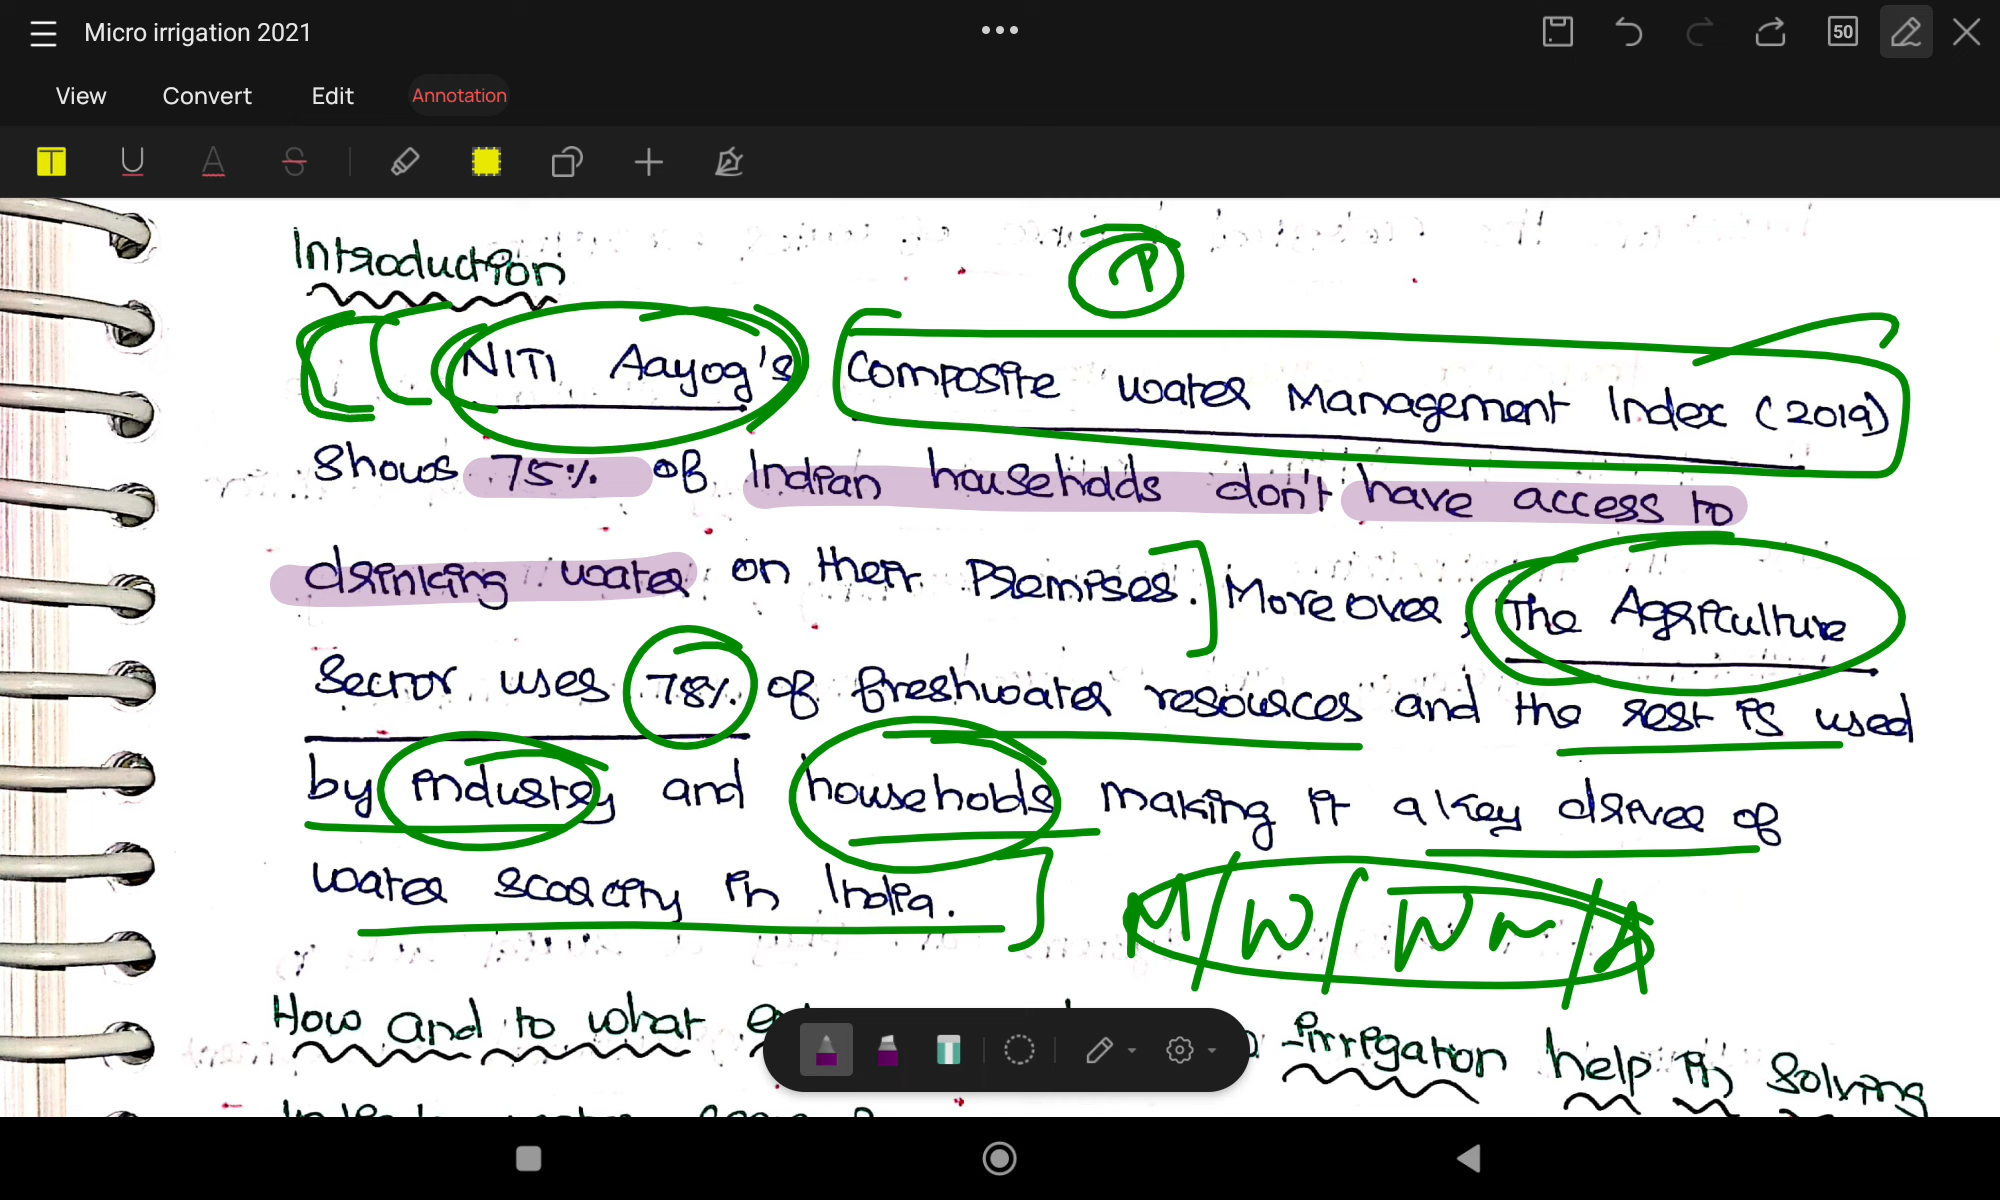 Micro irrigation 2021
50
View Convert Edit Annotation
T U A S
Introduction
P
NITI Aayog's Composite water Management Index (2019)
shows 75% of Indian households don't have access to
drinking water on their premises. Moreover, The Agriculture
Sector uses 78% of freshwater resources and the rest is used
by industry and households making it a key driver of
water scarcity in India.
M/W/Wm/A
How and to what irrigation help in solving